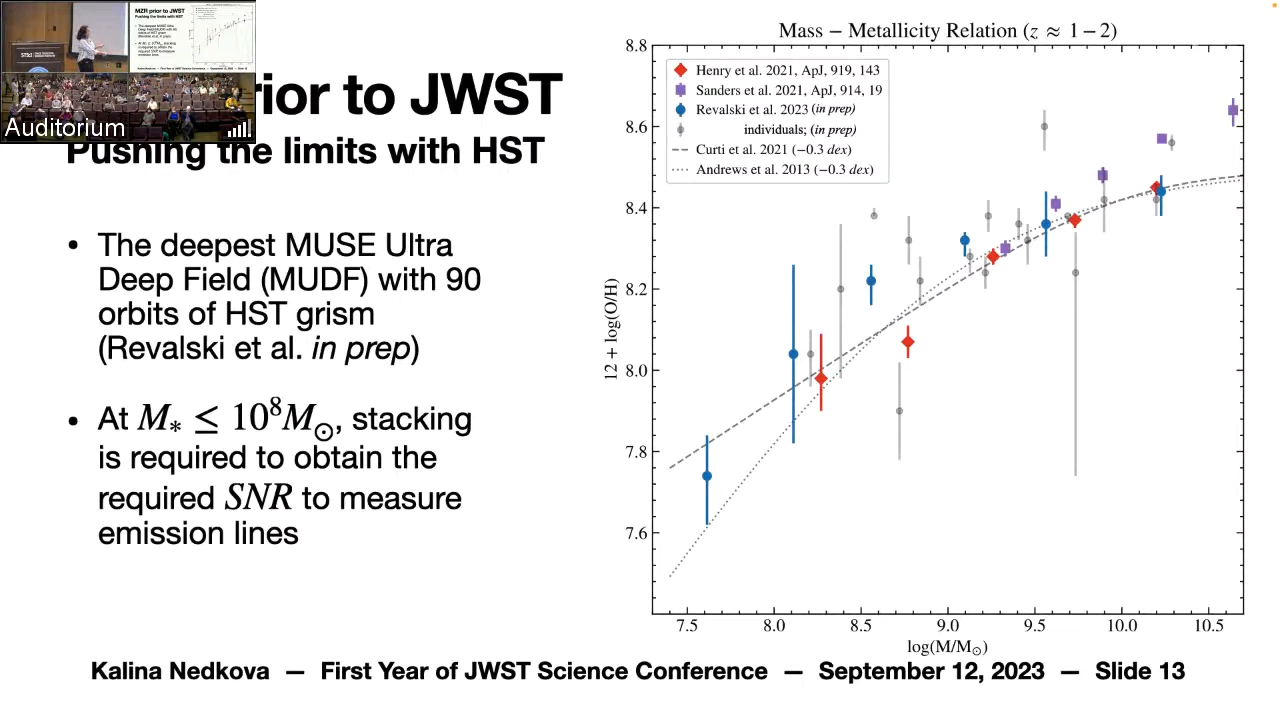 MZR prior to JWST
Pushing the limits with HST
Auditorium
rior to JWST
Pushing the limits with HST
• The deepest MUSE Ultra
Deep Field (MUDF) with 90
orbits of HST grism
(Revalski et al. in prep)
• At M* ≤ 10⁸M⊙, stacking
is required to obtain the
required SNR to measure
emission lines
Mass − Metallicity Relation (z ≈ 1 − 2)
Henry et al. 2021, ApJ, 919, 143
Sanders et al. 2021, ApJ, 914, 19
Revalski et al. 2023 (in prep)
individuals; (in prep)
Curti et al. 2021 (−0.3 dex)
Andrews et al. 2013 (−0.3 dex)
12 + log(O/H)
8.8
8.6
8.4
8.2
8.0
7.8
7.6
7.5 8.0 8.5 9.0 9.5 10.0 10.5
log(M/M⊙)
Kalina Nedkova — First Year of JWST Science Conference — September 12, 2023 — Slide 13